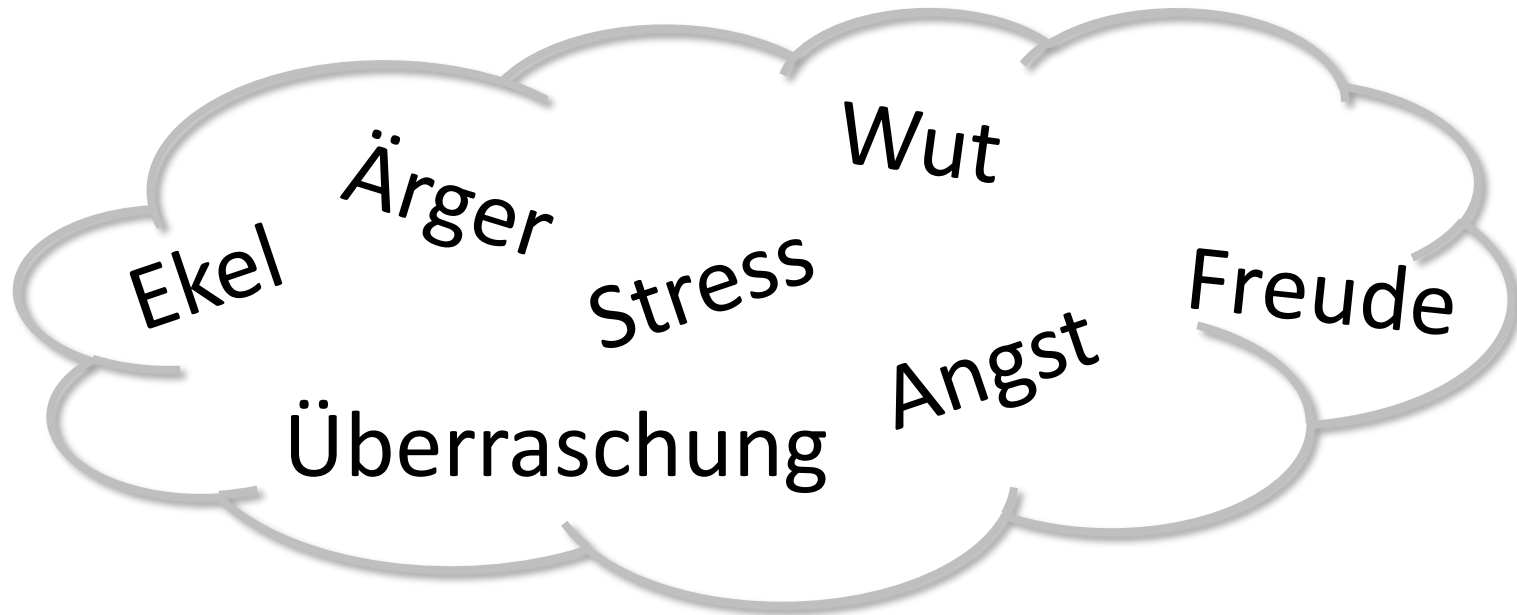 Wut
Ärger
Ekel
Stress
Freude
Angst
Überraschung